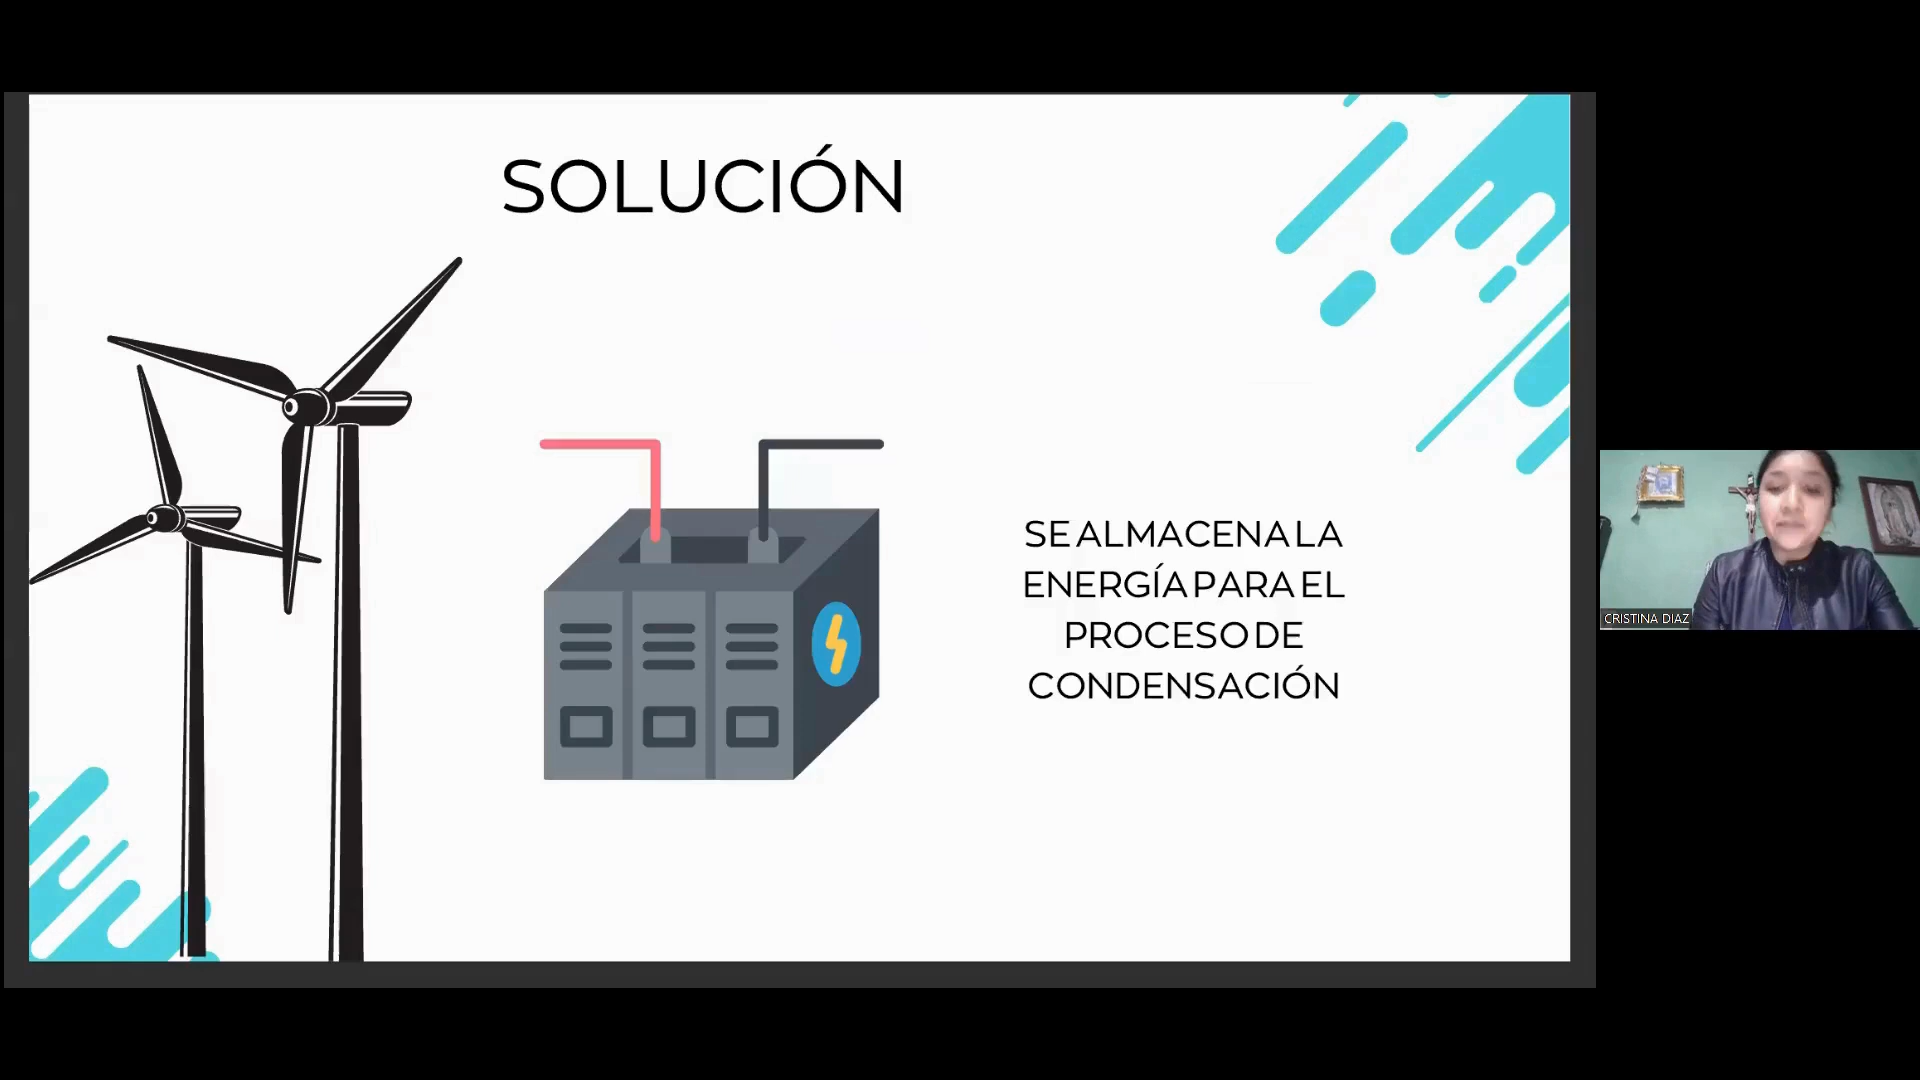 SOLUCIÓN
SE ALMACENA LA
ENERGÍA PARA EL
PROCESO DE
CONDENSACIÓN
CRISTINA DIAZ